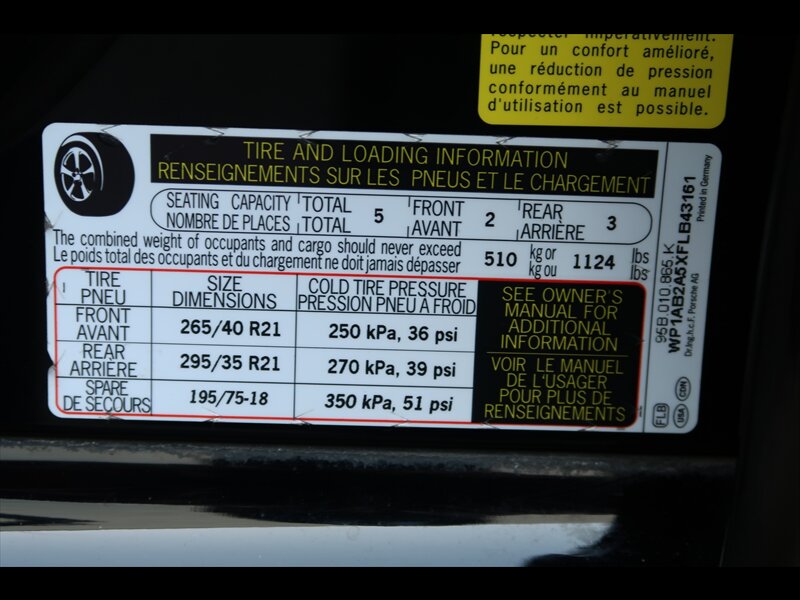 respecter impérativement.
Pour un confort amélioré,
une réduction de pression
conformément au manuel
d'utilisation est possible.
TIRE AND LOADING INFORMATION
RENSEIGNEMENTS SUR LES PNEUS ET LE CHARGEMENT
SEATING CAPACITY TOTAL 5 FRONT 2 REAR 3
NOMBRE DE PLACES TOTAL AVANT ARRIÈRE
The combined weight of occupants and cargo should never exceed 510 kg or 1124 lbs
Le poids total des occupants et du chargement ne doit jamais dépasser kg ou lbs
TIRE SIZE COLD TIRE PRESSURE
PNEU DIMENSIONS PRESSION PNEU À FROID
FRONT 265/40 R21 250 kPa, 36 psi
AVANT
REAR 295/35 R21 270 kPa, 39 psi
ARRIÈRE
SPARE 195/75-18 350 kPa, 51 psi
DE SECOURS
SEE OWNER'S
MANUAL FOR
ADDITIONAL
INFORMATION
VOIR LE MANUEL
DE L'USAGER
POUR PLUS DE
RENSEIGNEMENTS
95B.010.865.K
WP1AB2A5XFLB43161
Dr.Ing.h.c.F. Porsche AG
Printed in Germany
FLB
USA CDN